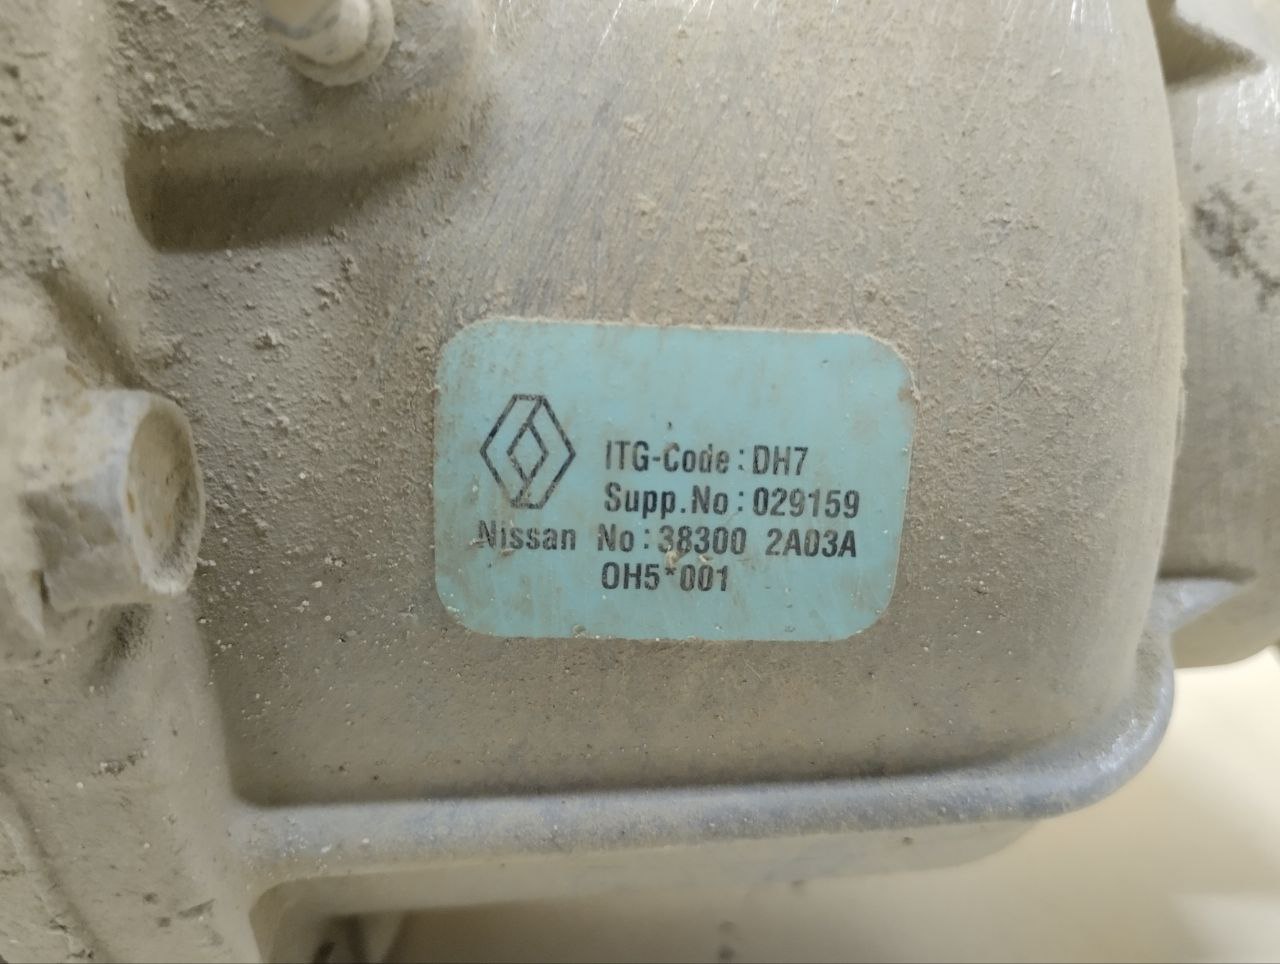 ITG-Code: DH7
Supp.No: 029159
Nissan No: 38300 2A03A
OH5*001